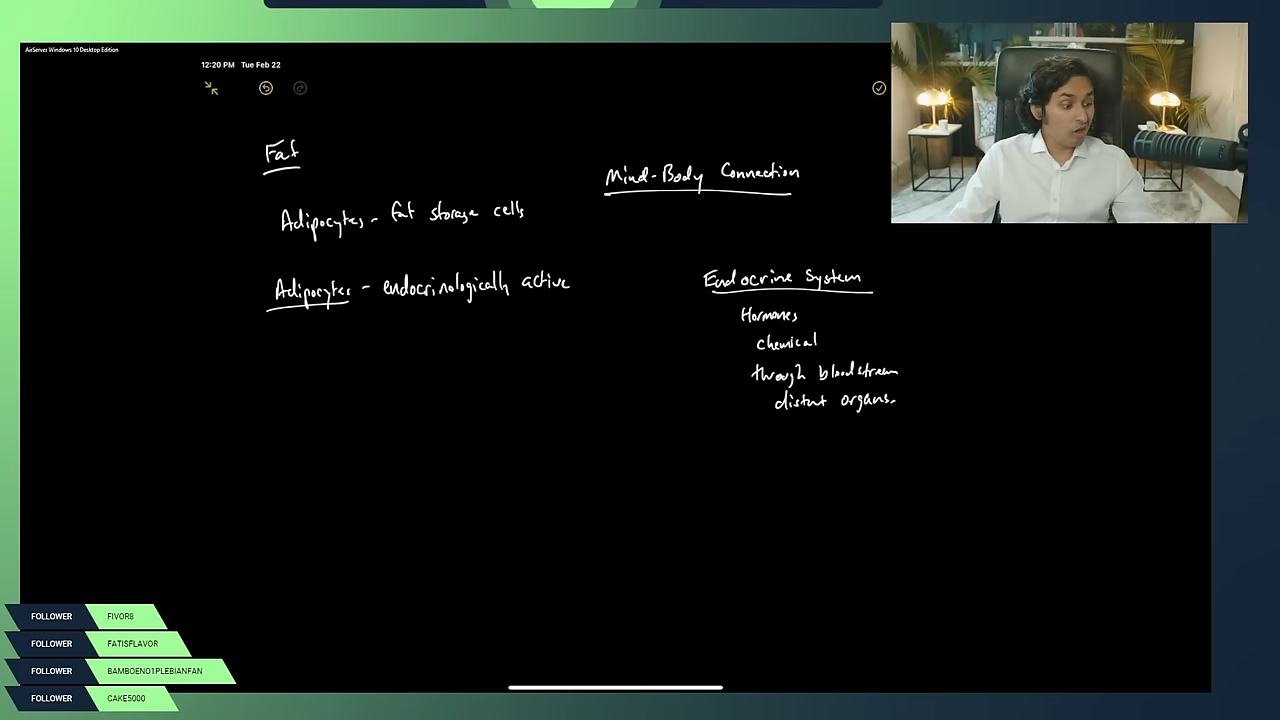 AirServer Windows 10 Desktop Edition
12:20 PM Tue Feb 22
Fat
Mind-Body Connection
Adipocytes - fat storage cells
Adipocytes - endocrinologically active
Endocrine System
Hormones
chemical
through bloodstream
distant organs.
FOLLOWER FIVOR8
FOLLOWER FATISFLAVOR
FOLLOWER BAMBOENO1PLEBIANFAN
FOLLOWER CAKE5000